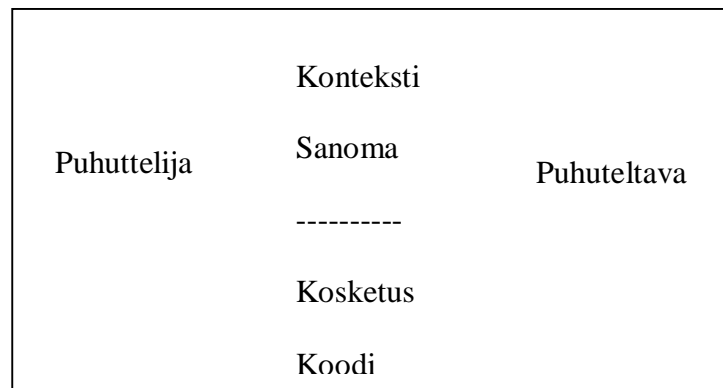 Konteksti
Puhuttelija
Sanoma
Puhuteltava
----------
Kosketus
Koodi